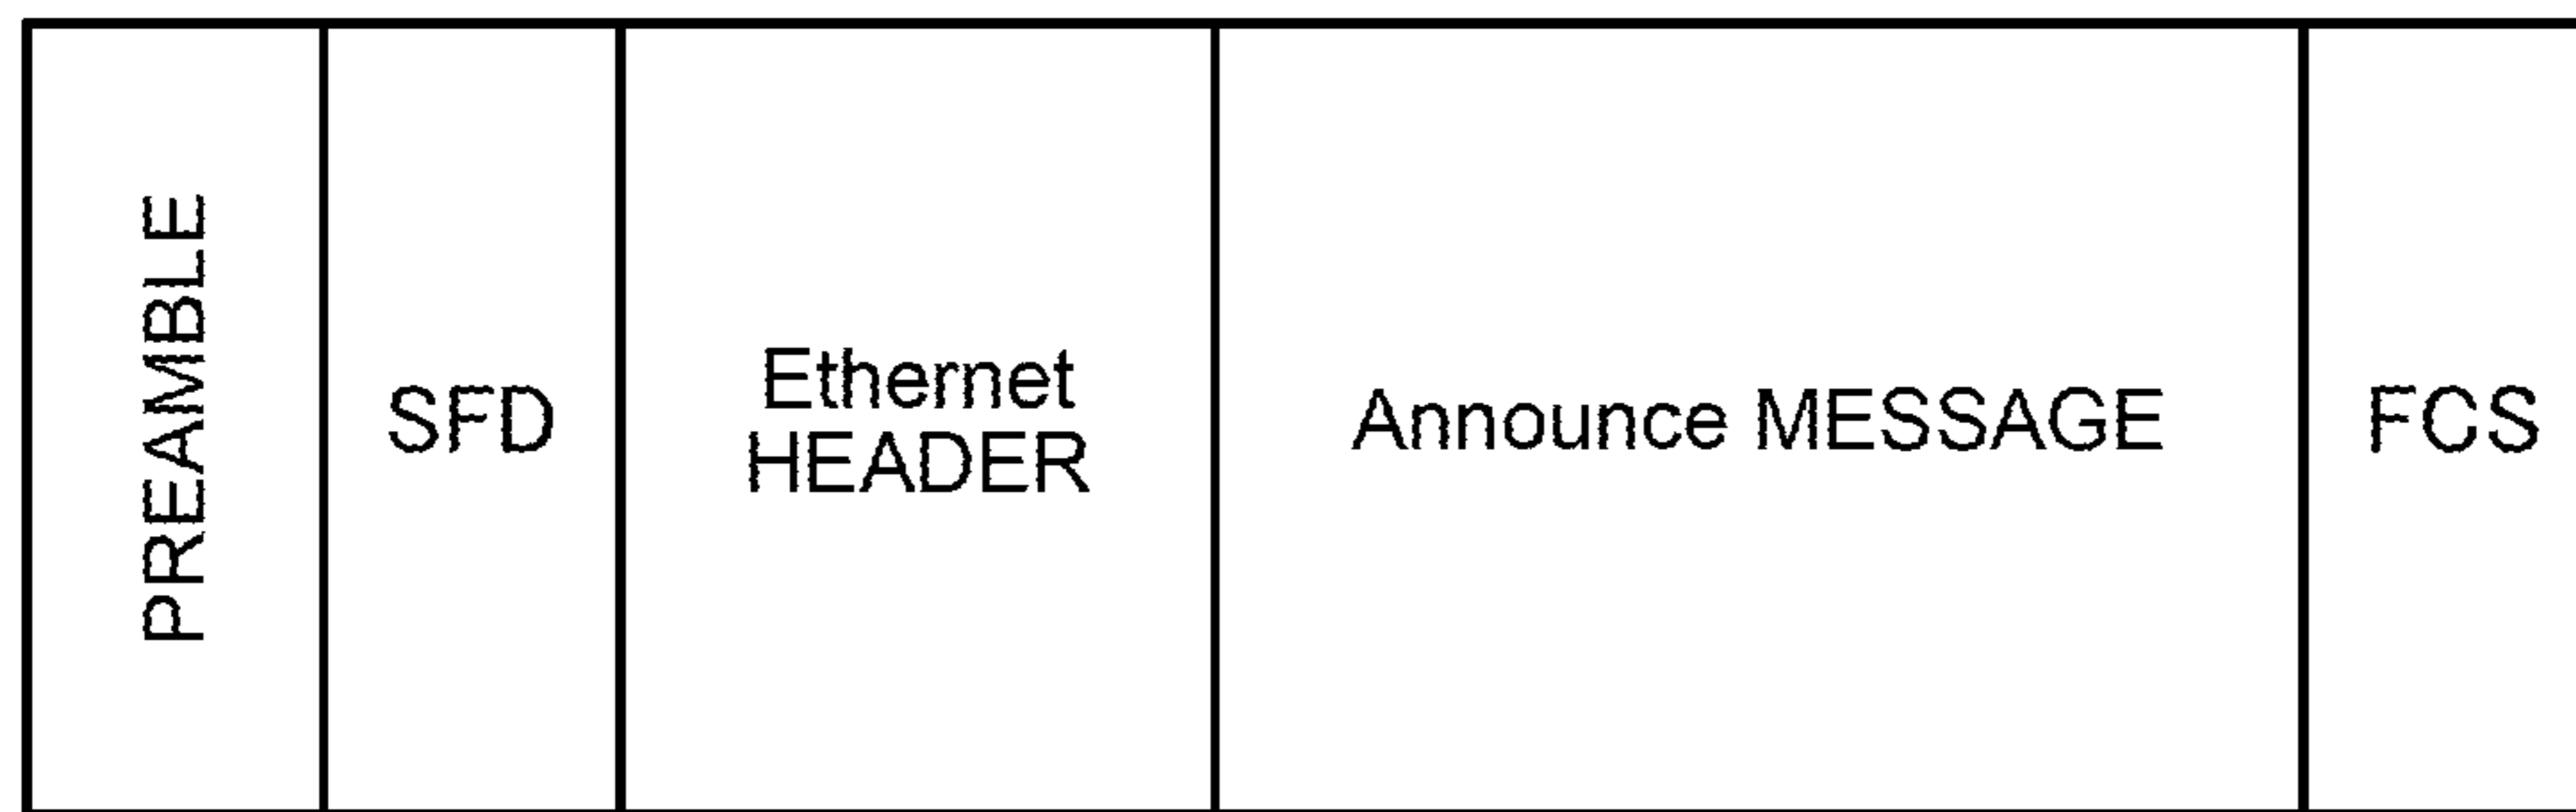 PREAMBLE
SFD
Ethernet
HEADER
Announce MESSAGE
FCS